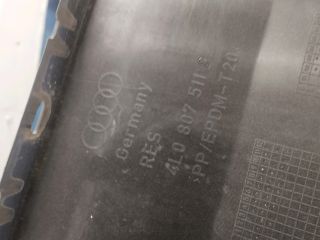 Germany
RES
4L0 807 511
>PP/EPDM-T20